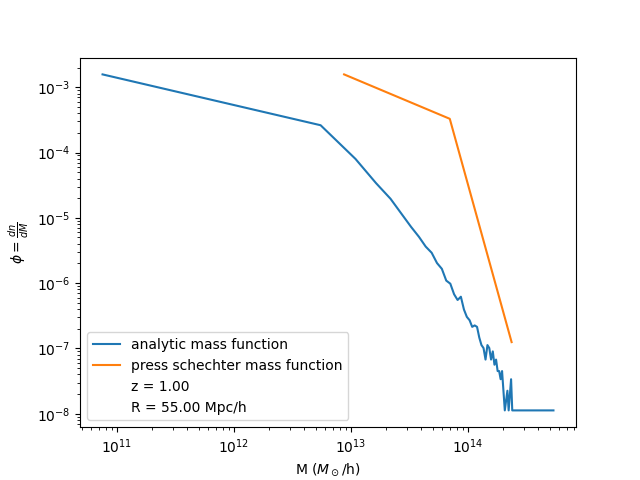 10⁻³
10⁻⁴
10⁻⁵
10⁻⁶
10⁻⁷
10⁻⁸
ϕ = dn/dM
analytic mass function
press schechter mass function
z = 1.00
R = 55.00 Mpc/h
10¹¹ 10¹² 10¹³ 10¹⁴
M (M⊙/h)